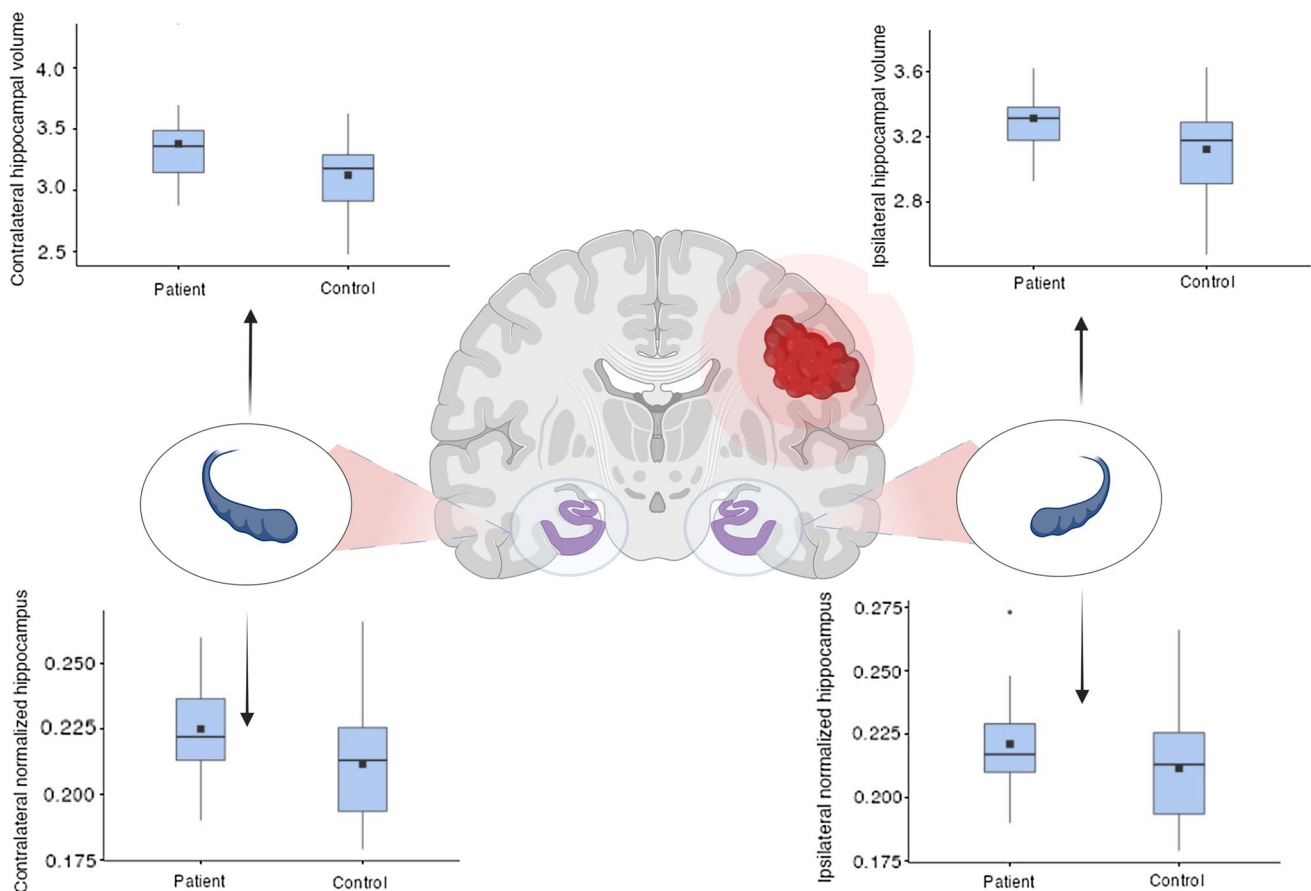 Contralateral hippocampal volume
4.0
3.5
3.0
2.5
Patient
Control
Ipsilateral hippocampal volume
3.6
3.2
2.8
Patient
Control
Contralateral normalized hippocampus
0.250
0.225
0.200
0.175
Patient
Control
Ipsilateral normalized hippocampus
0.275
0.250
0.225
0.200
0.175
Patient
Control